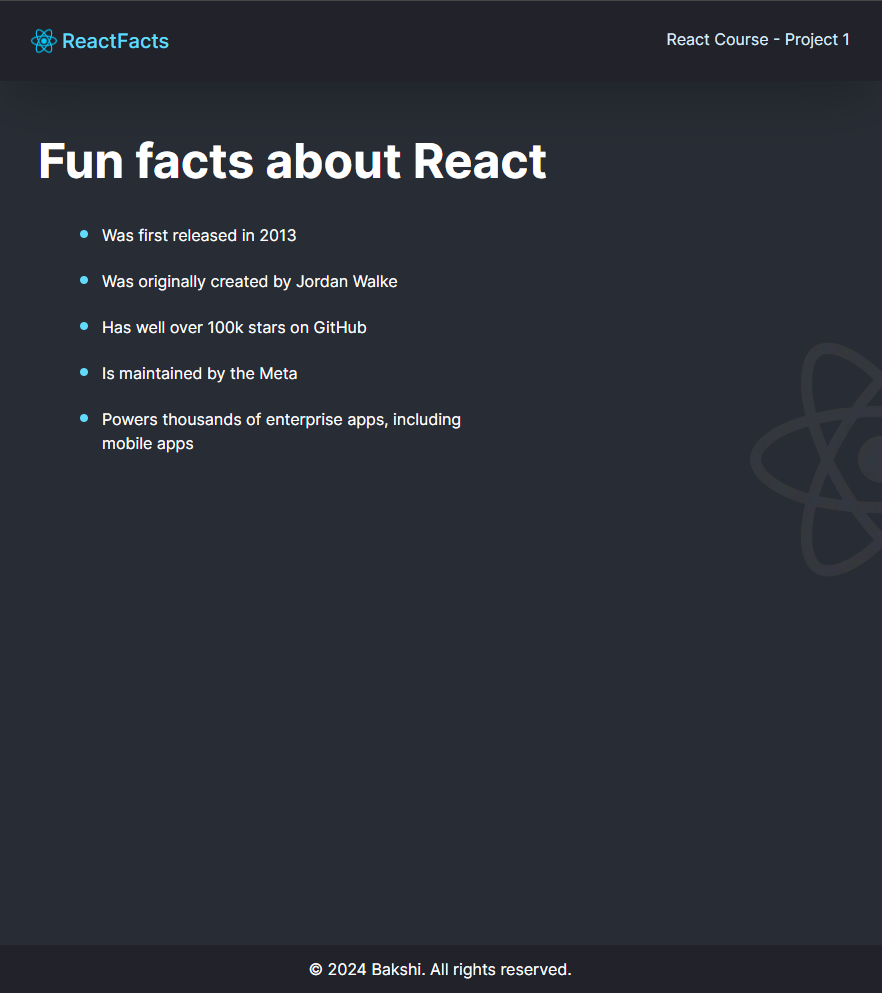 ReactFacts
React Course - Project 1
Fun facts about React
Was first released in 2013
Was originally created by Jordan Walke
Has well over 100k stars on GitHub
Is maintained by the Meta
Powers thousands of enterprise apps, including
mobile apps
© 2024 Bakshi. All rights reserved.